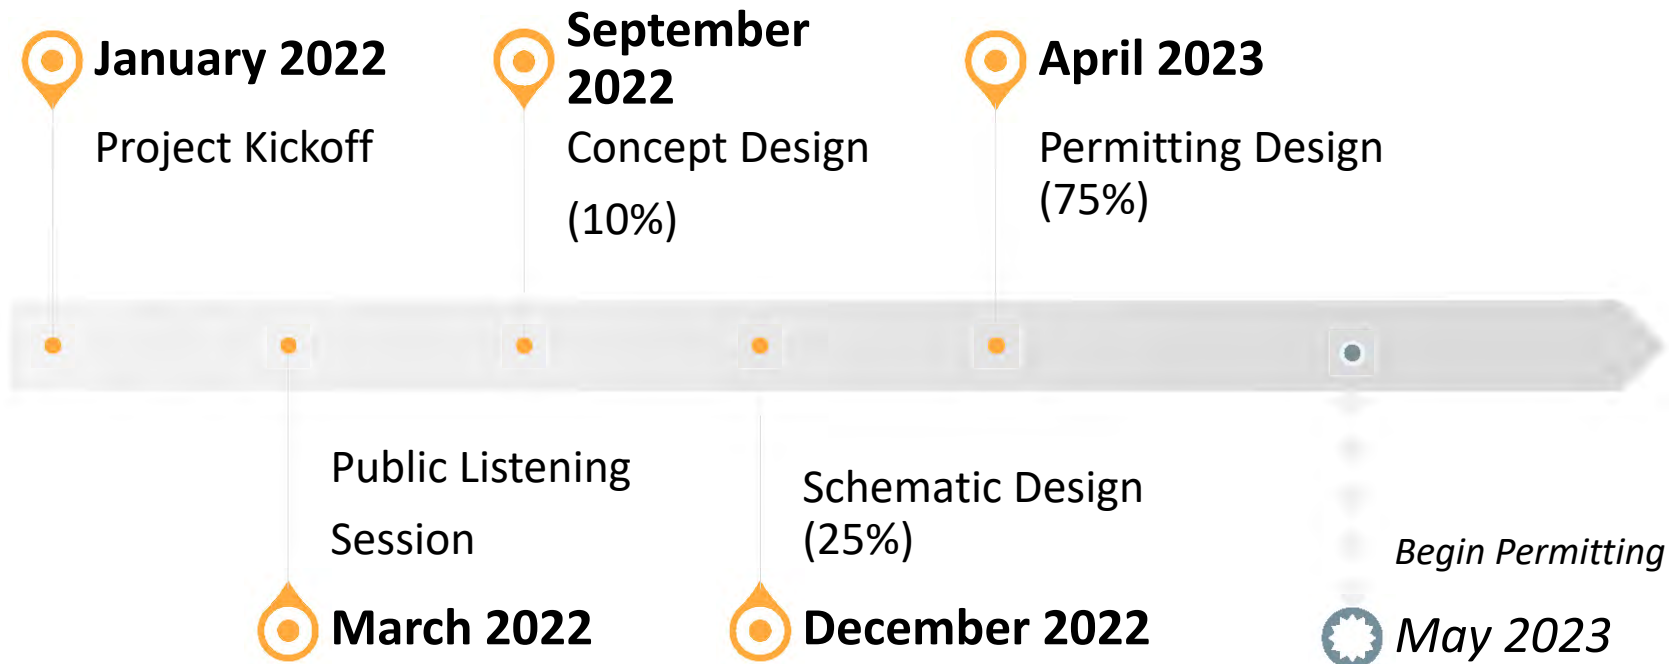 January 2022
Project Kickoff
September
2022
Concept Design
(10%)
April 2023
Permitting Design
(75%)
Public Listening
Session
March 2022
Schematic Design
(25%)
December 2022
Begin Permitting
May 2023